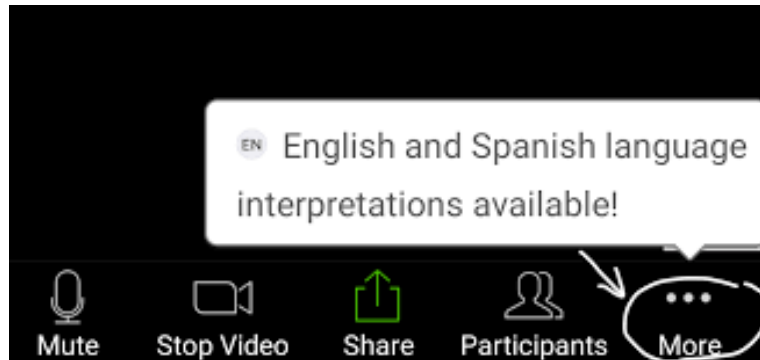 EN English and Spanish language
interpretations available!
Mute Stop Video Share Participants More